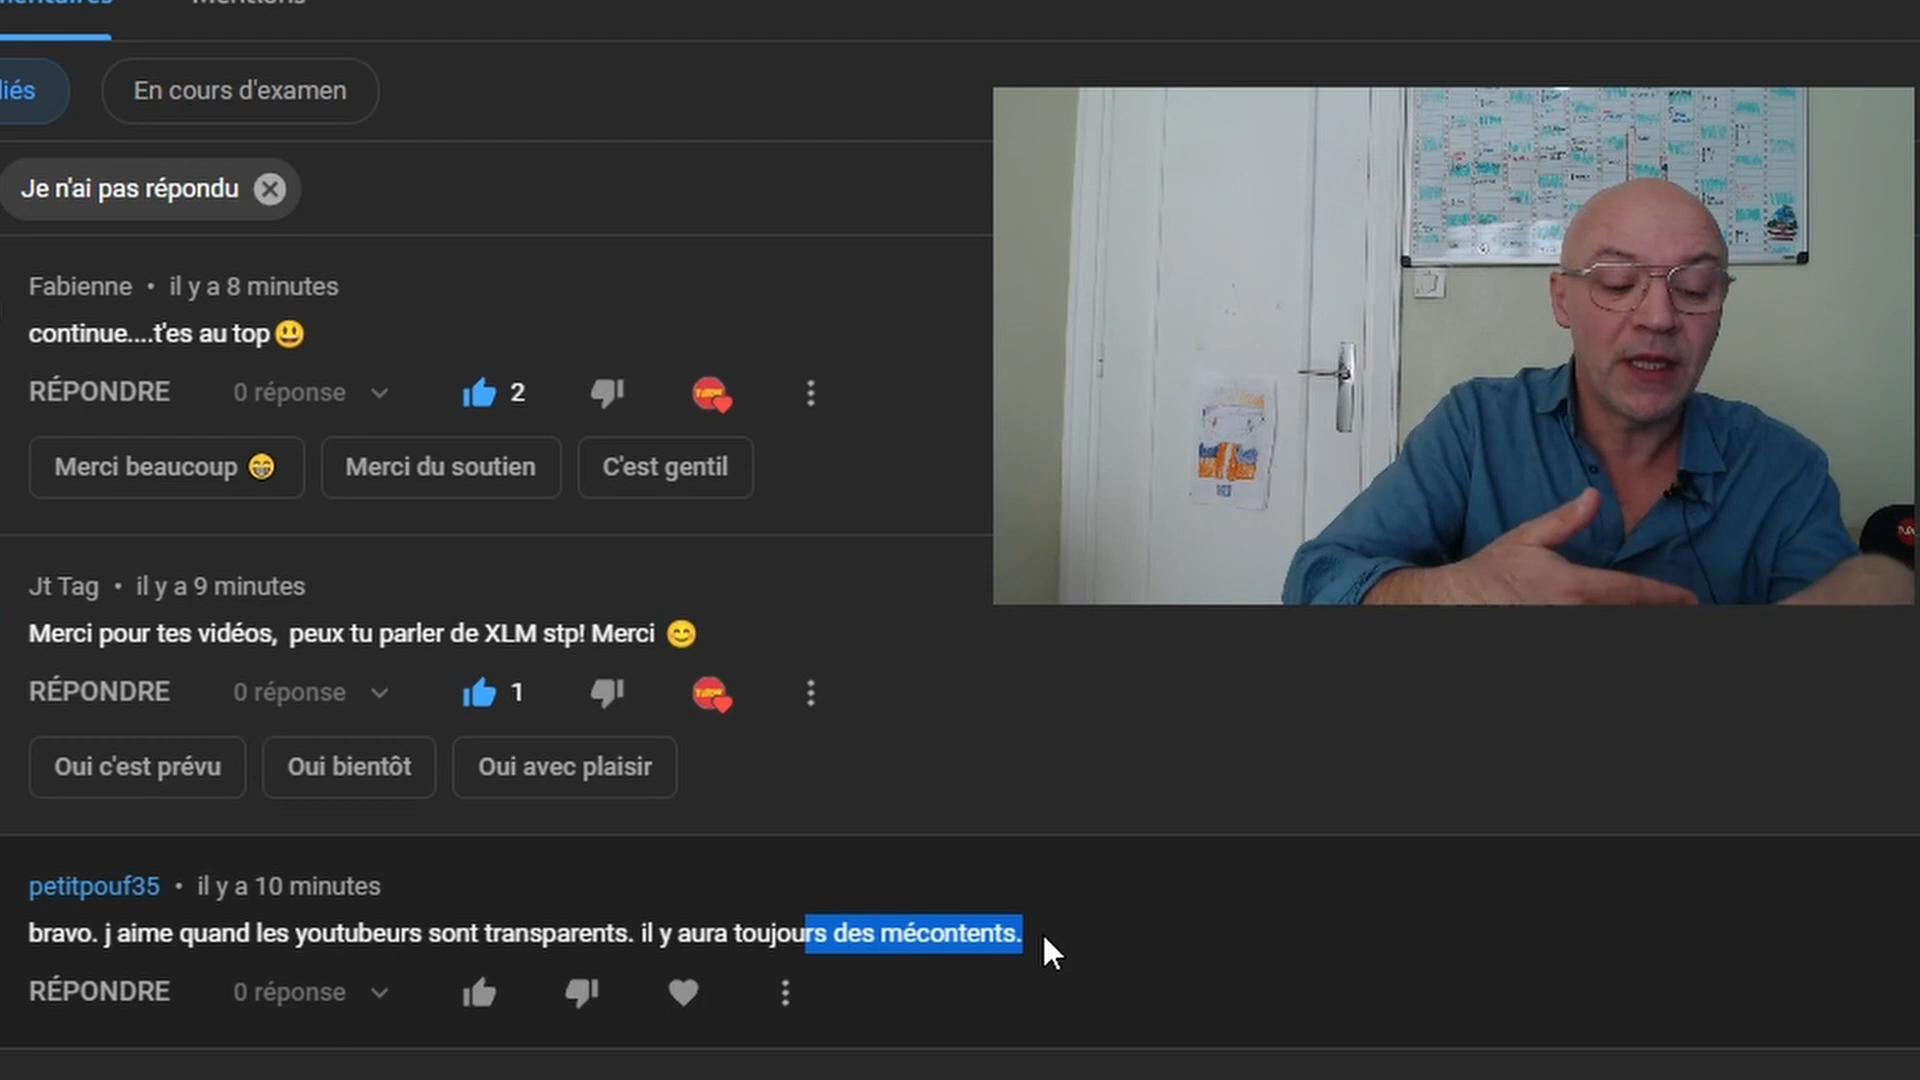 Mentions
En cours d'examen
Je n'ai pas répondu
Fabienne • il y a 8 minutes
continue....t'es au top😃
RÉPONDRE 0 réponse 2
Merci beaucoup 😁 Merci du soutien C'est gentil
Jt Tag • il y a 9 minutes
Merci pour tes vidéos, peux tu parler de XLM stp! Merci 😊
RÉPONDRE 0 réponse 1
Oui c'est prévu Oui bientôt Oui avec plaisir
petitpouf35 • il y a 10 minutes
bravo. j aime quand les youtubeurs sont transparents. il y aura toujours des mécontents.
RÉPONDRE 0 réponse